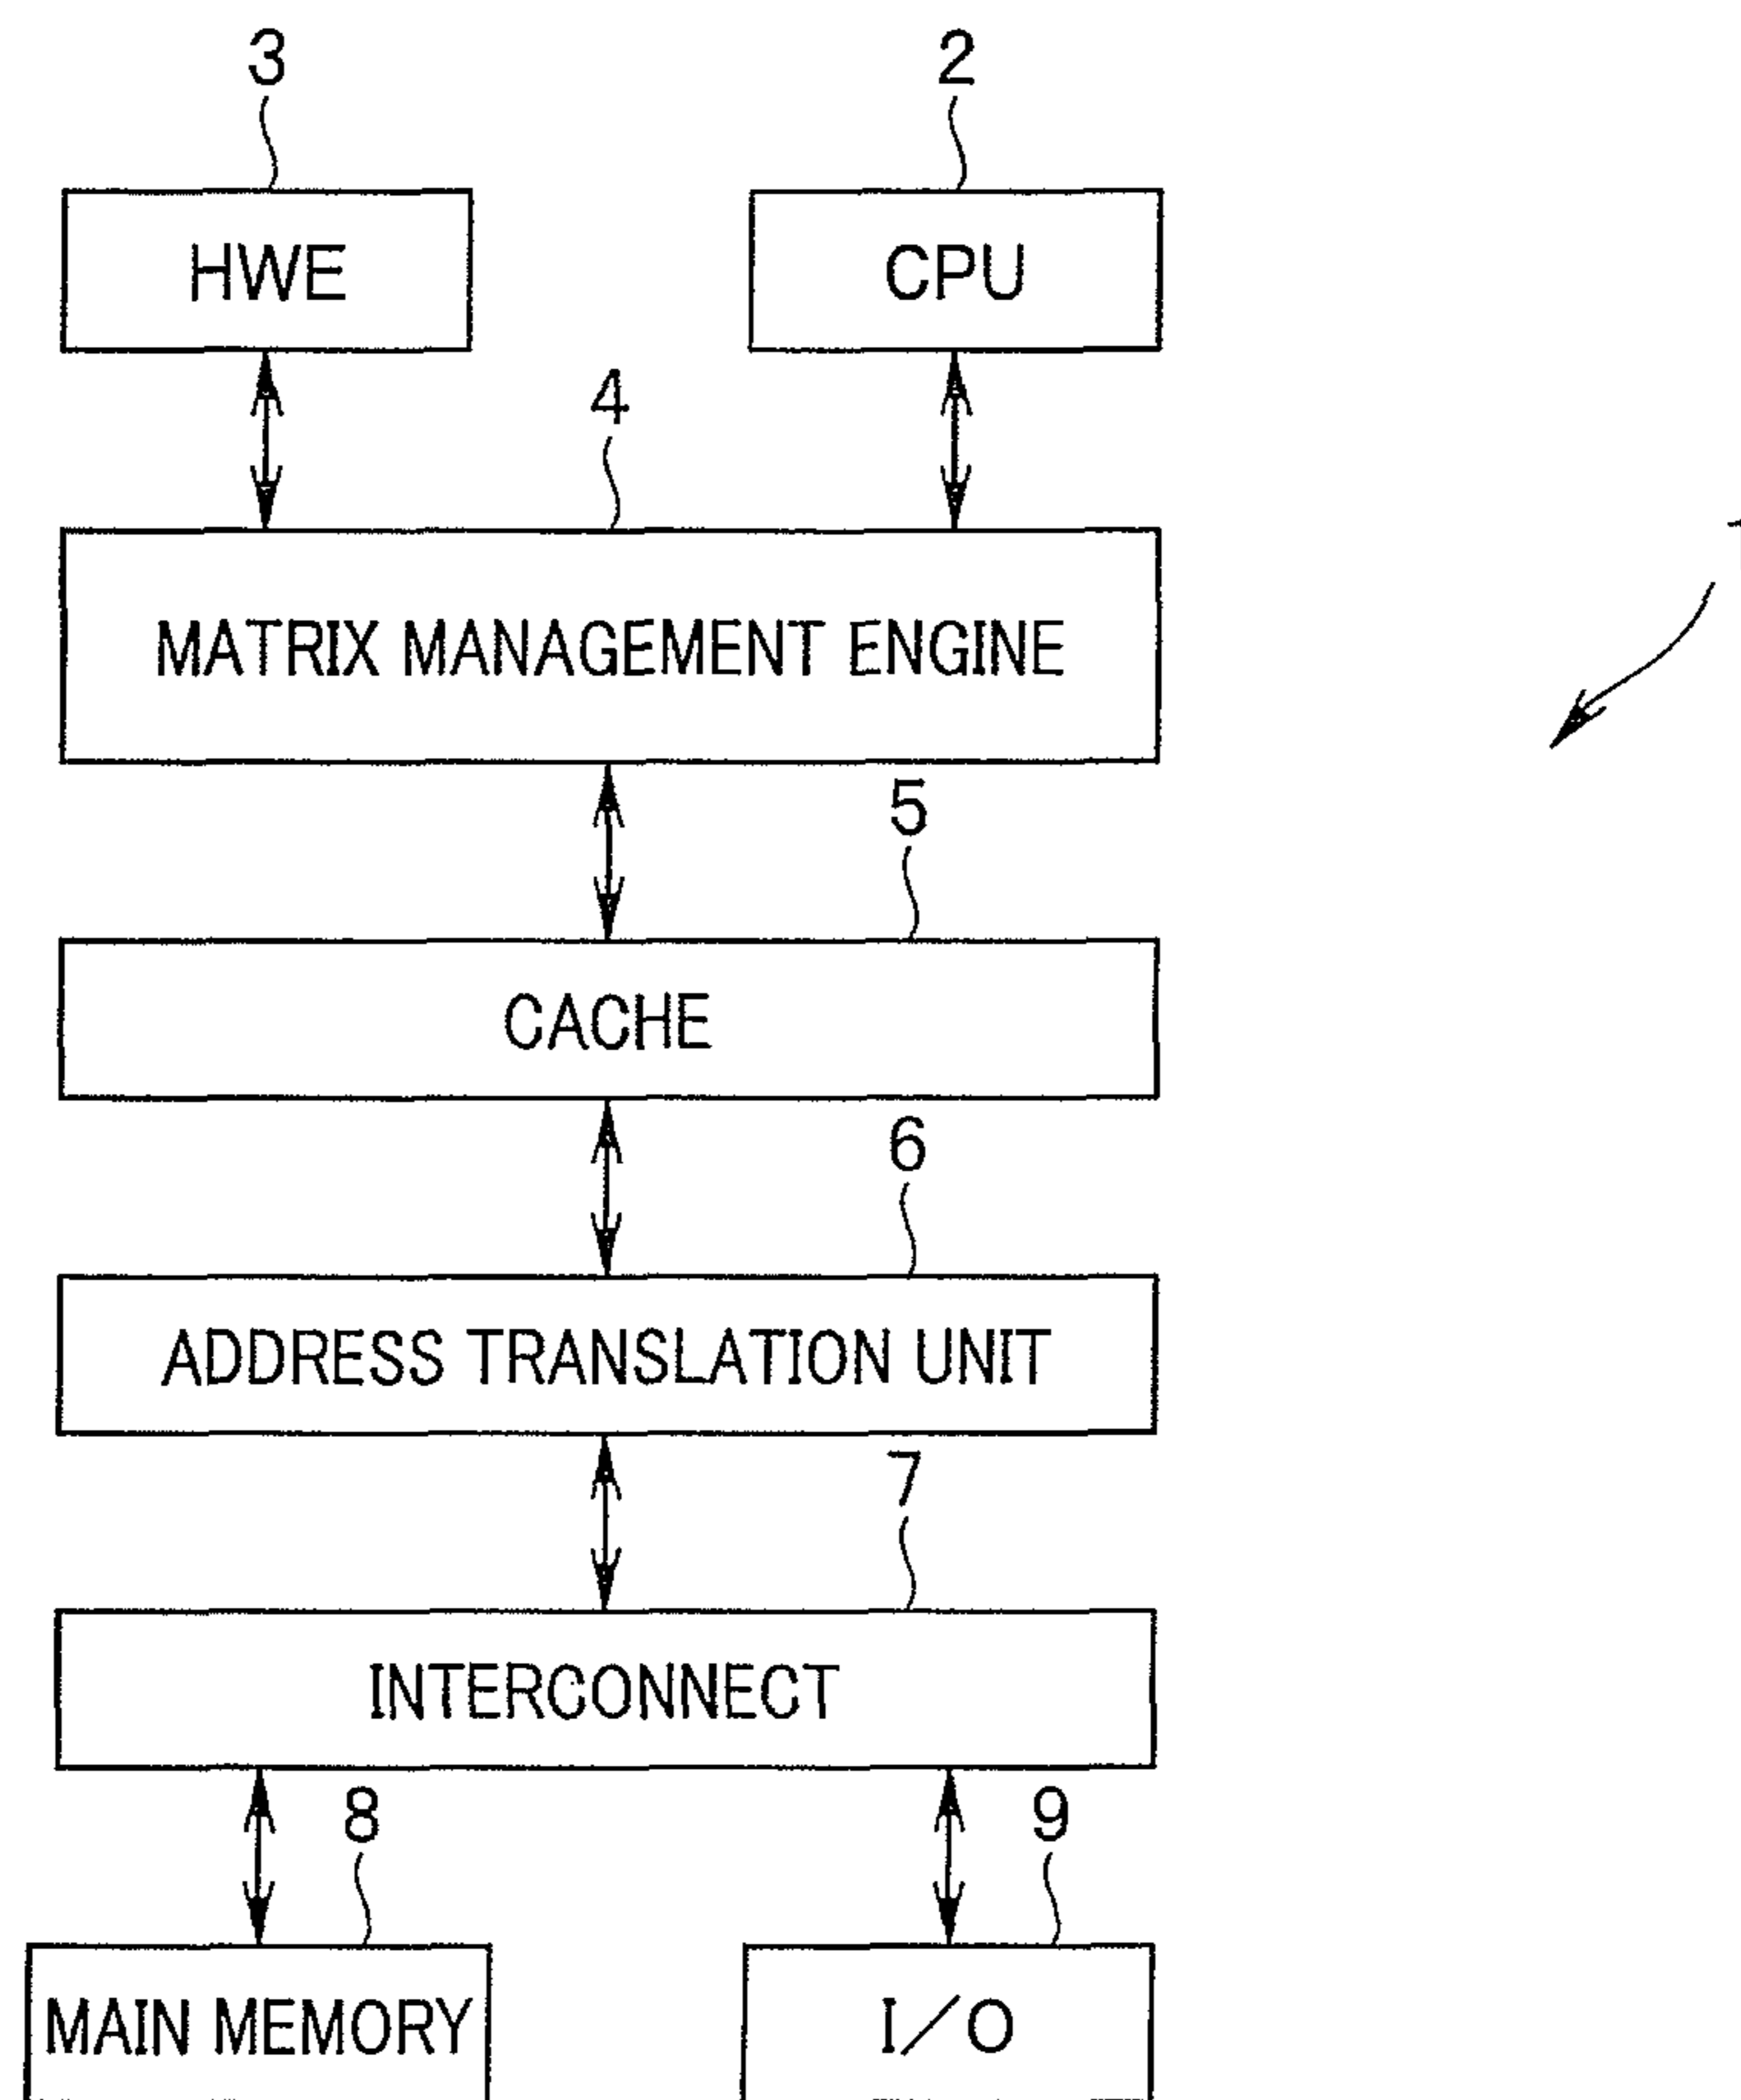 3 2
HWE CPU
4
1
MATRIX MANAGEMENT ENGINE
5
CACHE
6
ADDRESS TRANSLATION UNIT
7
INTERCONNECT
8 9
MAIN MEMORY I/O